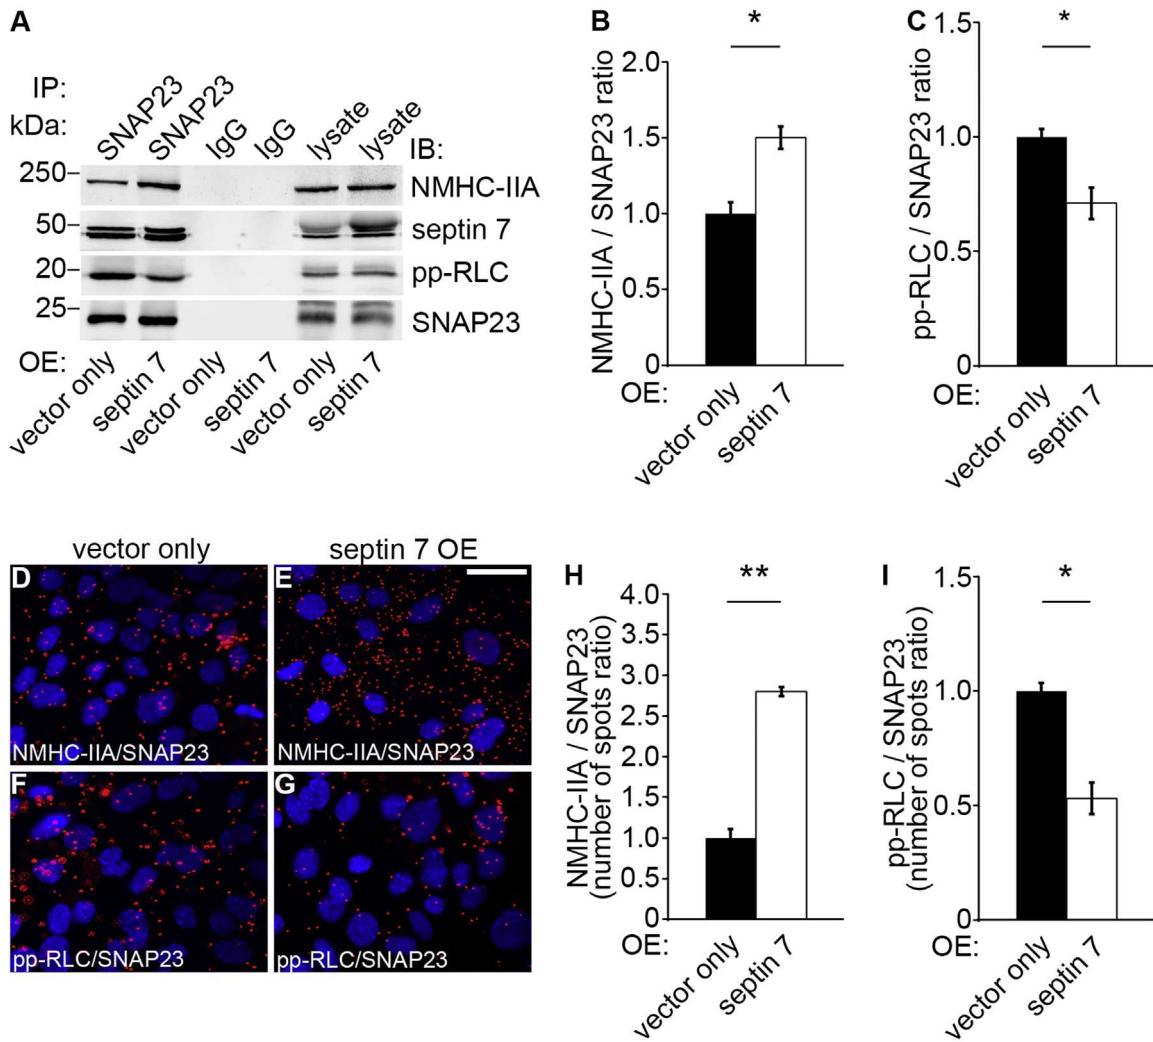 A
IP:
SNAP23 SNAP23 IgG IgG lysate lysate
kDa:
IB:
250 NMHC-IIA
50 septin 7
20 pp-RLC
25 SNAP23
OE:
vector only septin 7 vector only septin 7 vector only septin 7
B
*
NMHC-IIA / SNAP23 ratio
2.0
1.5
1.0
0.5
0
OE:
vector only septin 7
C
*
pp-RLC / SNAP23 ratio
1.5
1.0
0.5
0
OE:
vector only septin 7
vector only septin 7 OE
D
NMHC-IIA/SNAP23
E
NMHC-IIA/SNAP23
F
pp-RLC/SNAP23
G
pp-RLC/SNAP23
H
**
NMHC-IIA / SNAP23
(number of spots ratio)
4.0
3.5
3.0
2.5
2.0
1.5
1.0
0.5
0
OE:
vector only septin 7
I
*
pp-RLC / SNAP23
(number of spots ratio)
1.5
1.0
0.5
0
OE:
vector only septin 7